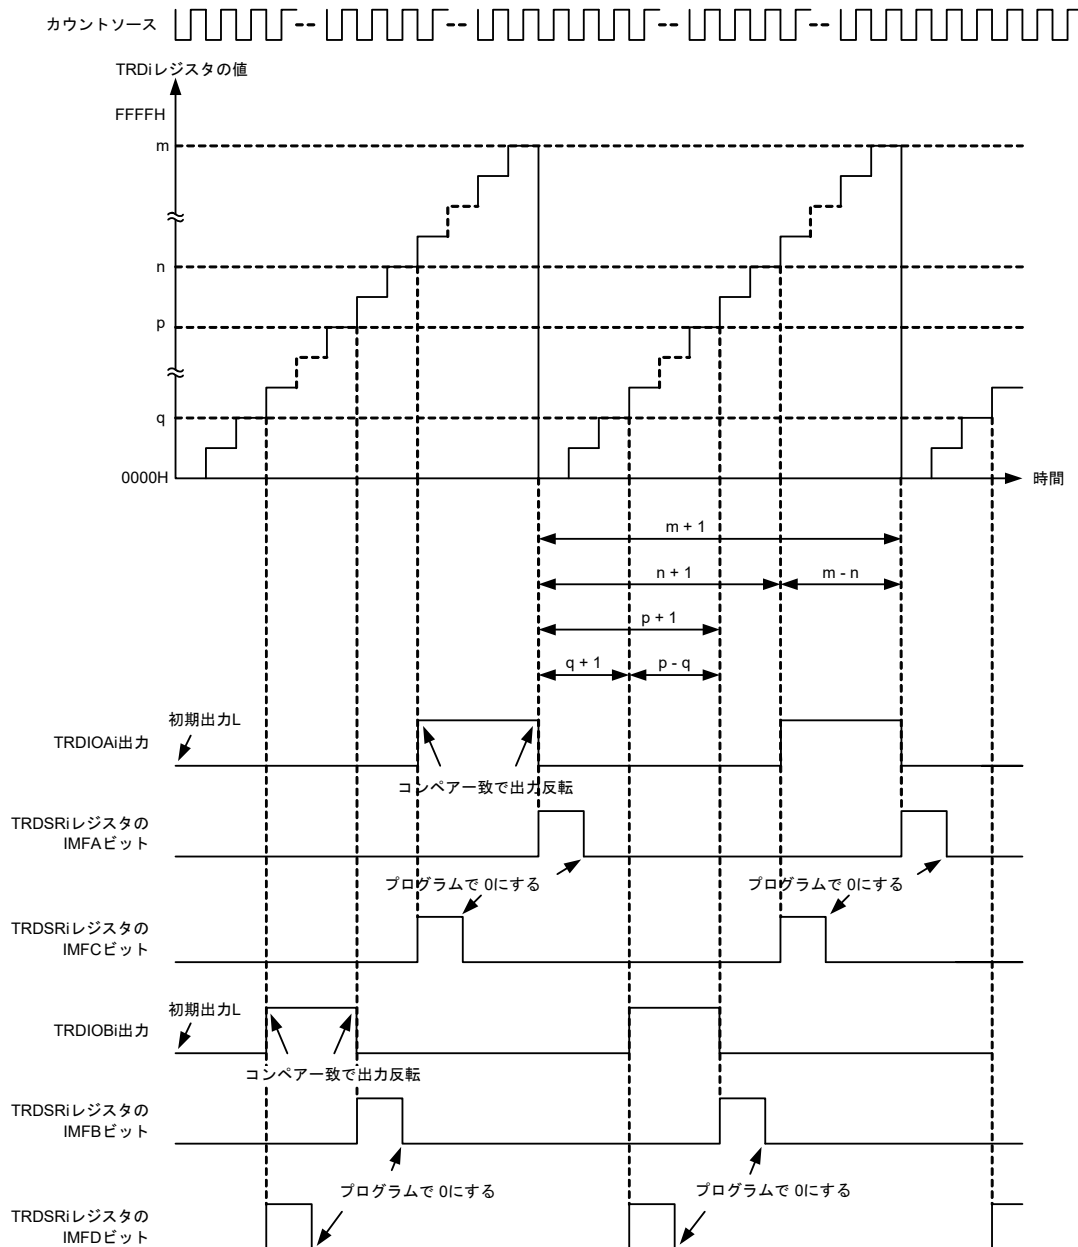 カウントソース
TRDiレジスタの値
FFFFH
m
n
p
q
0000H
時間
m + 1
n + 1
m - n
p + 1
q + 1
p - q
初期出力L
TRDIOAi出力
コンペア一致で出力反転
TRDSRiレジスタの
IMFAビット
プログラムで 0にする
プログラムで 0にする
TRDSRiレジスタの
IMFCビット
初期出力L
TRDIOBi出力
コンペア一致で出力反転
TRDSRiレジスタの
IMFBビット
プログラムで 0にする
プログラムで 0にする
TRDSRiレジスタの
IMFDビット